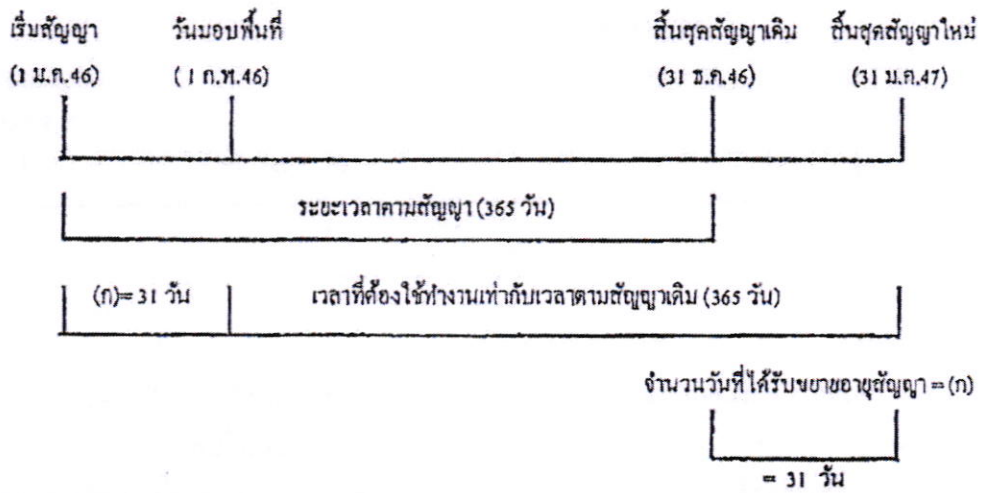 เริ่มสัญญา วันมอบพื้นที่ สิ้นสุดสัญญาเดิม สิ้นสุดสัญญาใหม่
(1 ม.ค.46) (1 ก.พ.46) (31 ธ.ค.46) (31 ม.ค.47)
ระยะเวลาตามสัญญา (365 วัน)
(ก)= 31 วัน เวลาที่ต้องใช้ทำงานเท่ากับเวลาตามสัญญาเดิม (365 วัน)
จำนวนวันที่ได้รับขยายอายุสัญญา = (ก)
= 31 วัน